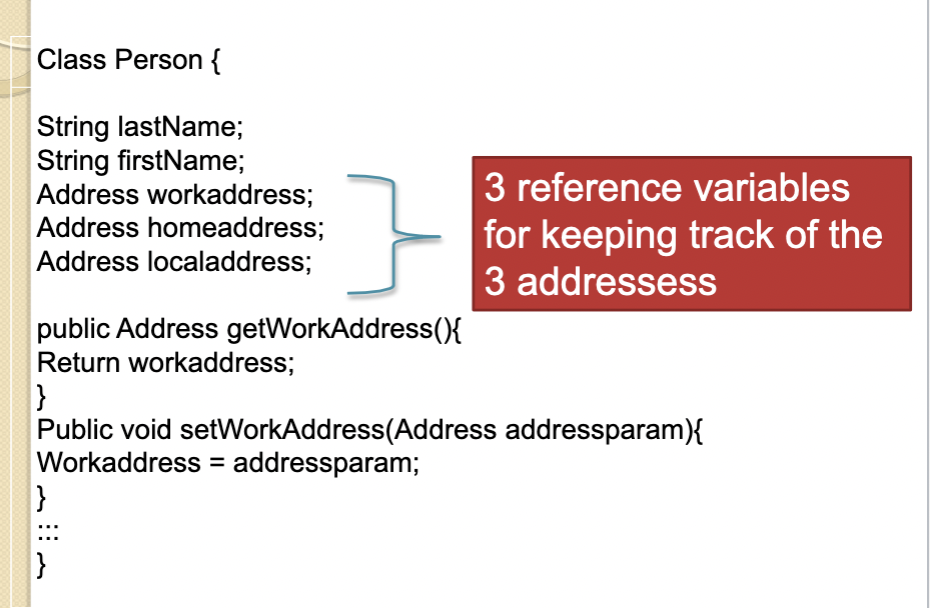 Class Person {
String lastName;
String firstName;
Address workaddress;
Address homeaddress;
Address localaddress;
3 reference variables
for keeping track of the
3 addressess
public Address getWorkAddress(){
Return workaddress;
}
Public void setWorkAddress(Address addressparam){
Workaddress = addressparam;
}
:::
}